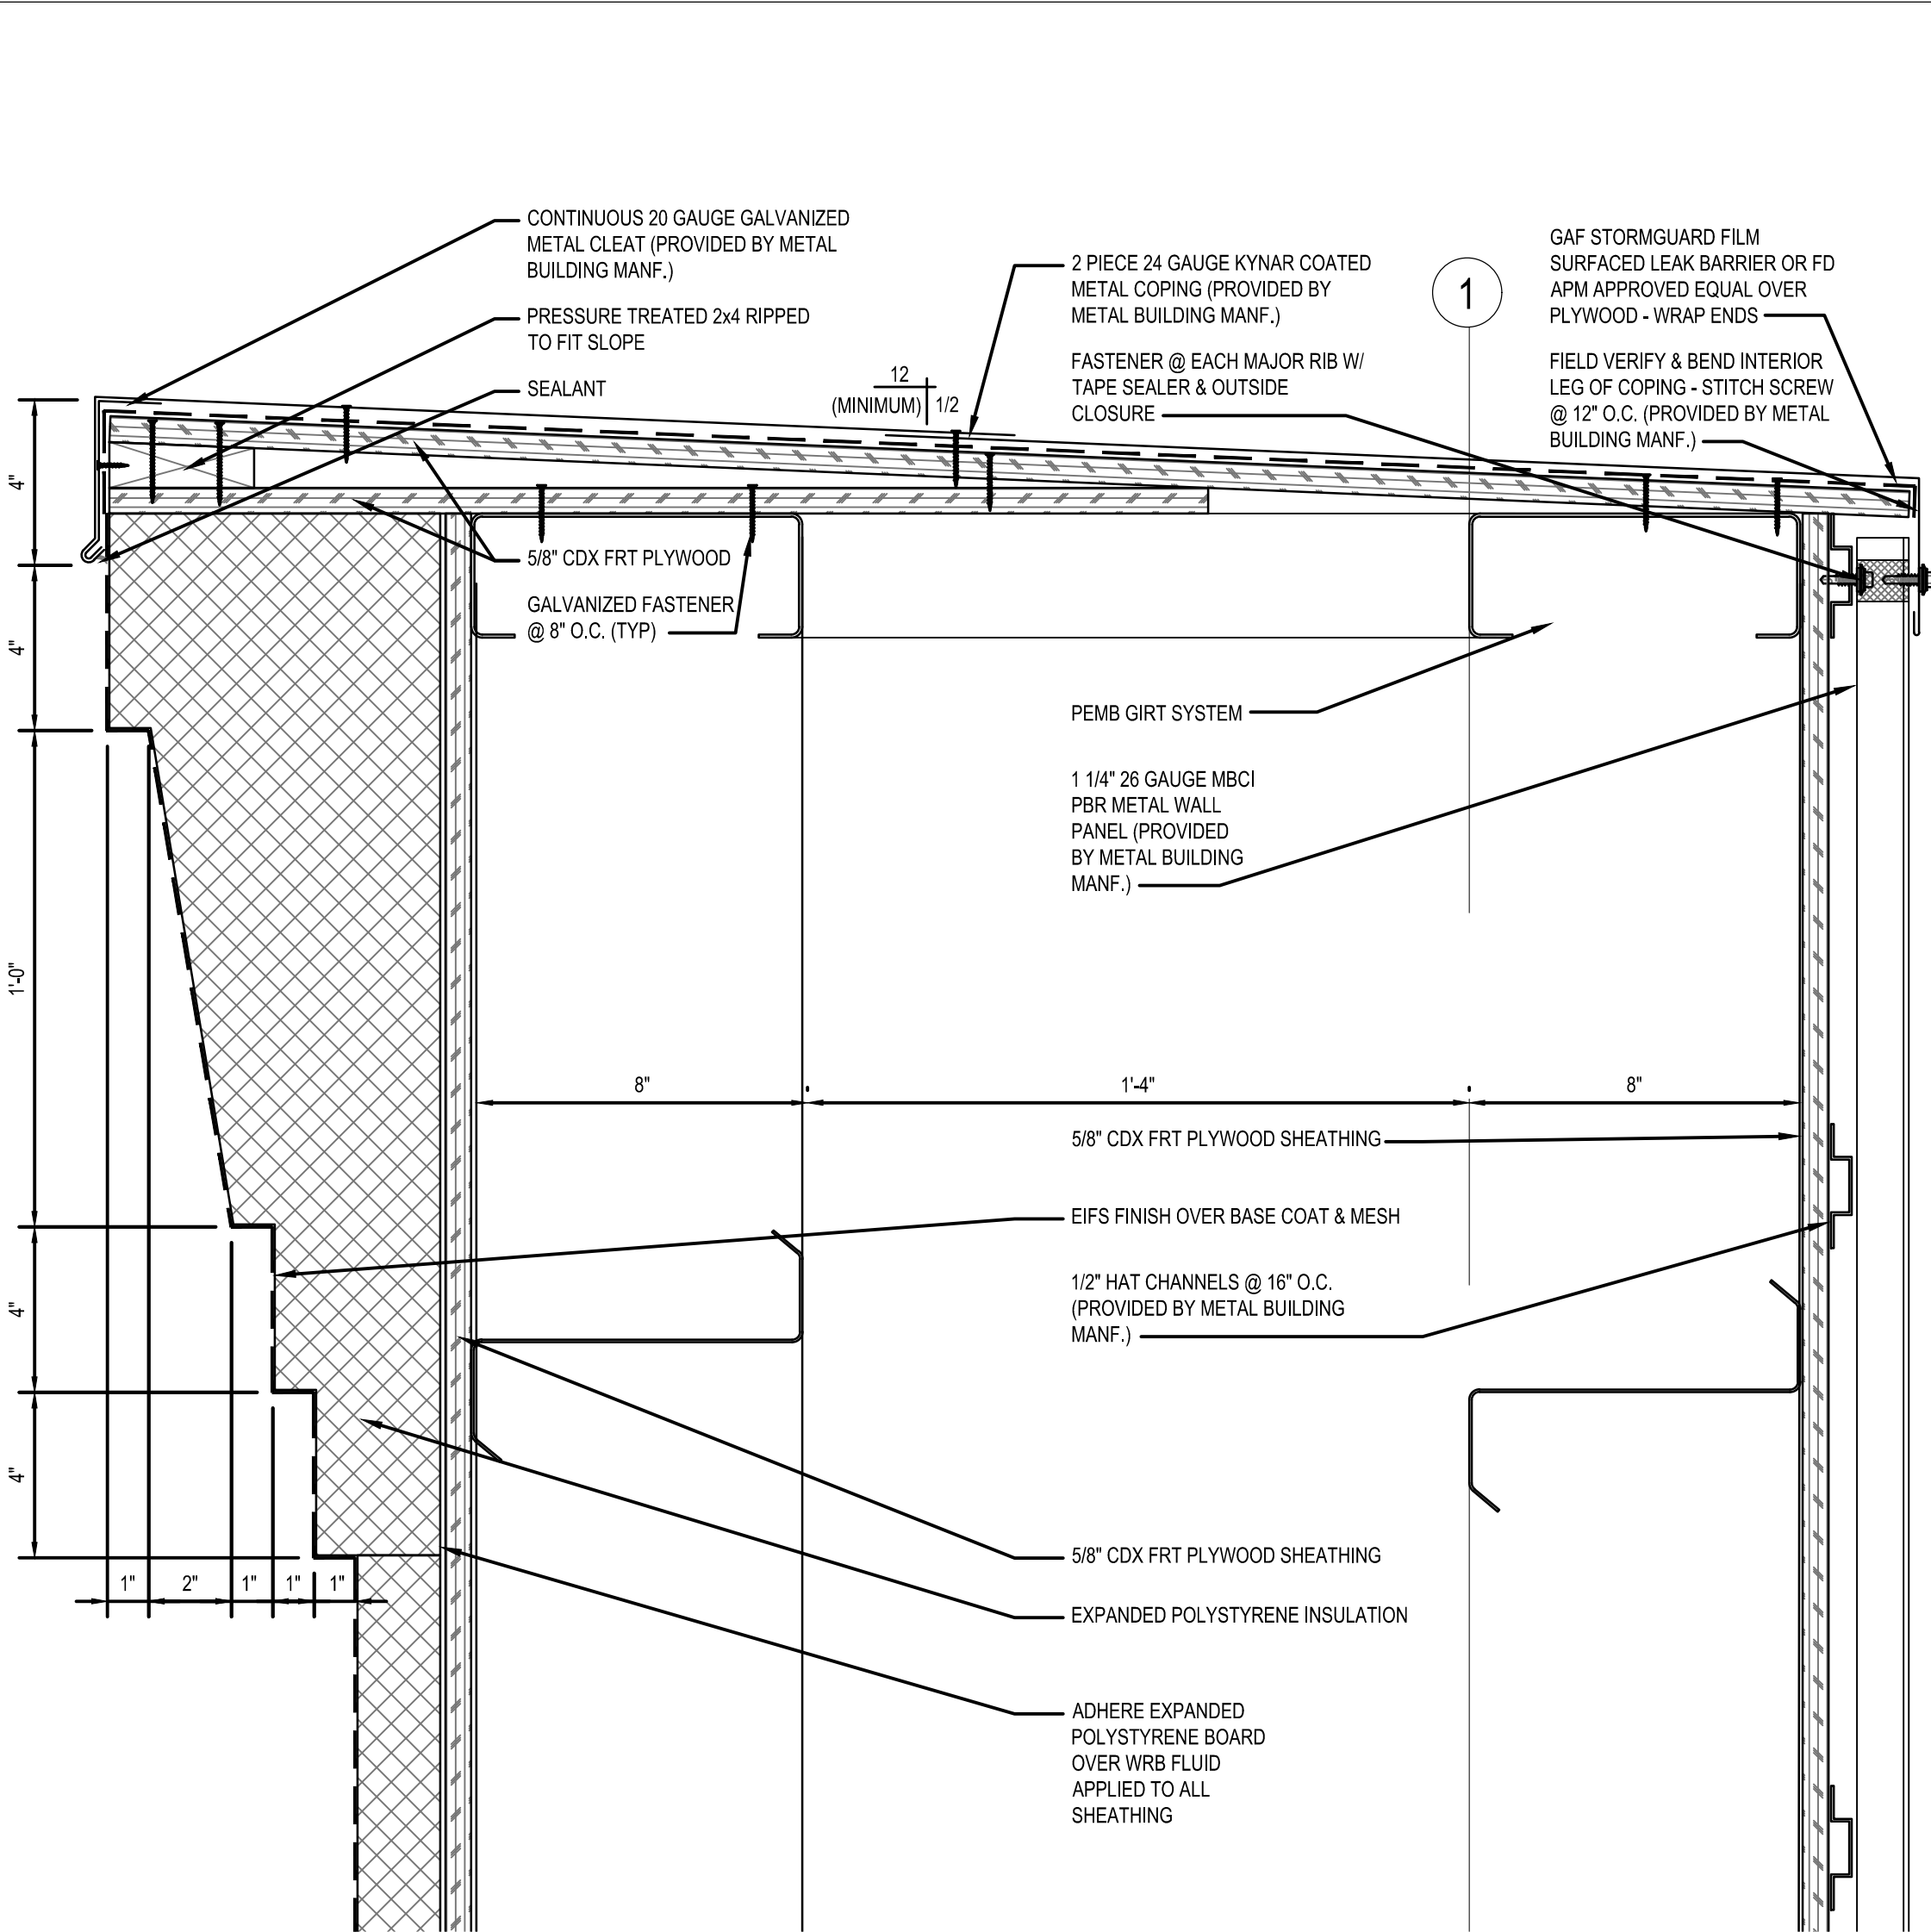 CONTINUOUS 20 GAUGE GALVANIZED
METAL CLEAT (PROVIDED BY METAL
BUILDING MANF.)
PRESSURE TREATED 2x4 RIPPED
TO FIT SLOPE
SEALANT
12
(MINIMUM)
1/2
2 PIECE 24 GAUGE KYNAR COATED
METAL COPING (PROVIDED BY
METAL BUILDING MANF.)
FASTENER @ EACH MAJOR RIB W/
TAPE SEALER & OUTSIDE
CLOSURE
1
GAF STORMGUARD FILM
SURFACED LEAK BARRIER OR FD
APM APPROVED EQUAL OVER
PLYWOOD - WRAP ENDS
FIELD VERIFY & BEND INTERIOR
LEG OF COPING - STITCH SCREW
@ 12" O.C. (PROVIDED BY METAL
BUILDING MANF.)
4"
4"
1'-0"
4"
4"
5/8" CDX FRT PLYWOOD
GALVANIZED FASTENER
@ 8" O.C. (TYP)
PEMB GIRT SYSTEM
1 1/4" 26 GAUGE MBCI
PBR METAL WALL
PANEL (PROVIDED
BY METAL BUILDING
MANF.)
8"
1'-4"
8"
5/8" CDX FRT PLYWOOD SHEATHING
EIFS FINISH OVER BASE COAT & MESH
1/2" HAT CHANNELS @ 16" O.C.
(PROVIDED BY METAL BUILDING
MANF.)
5/8" CDX FRT PLYWOOD SHEATHING
1"
2"
1"
1"
1"
EXPANDED POLYSTYRENE INSULATION
ADHERE EXPANDED
POLYSTYRENE BOARD
OVER WRB FLUID
APPLIED TO ALL
SHEATHING